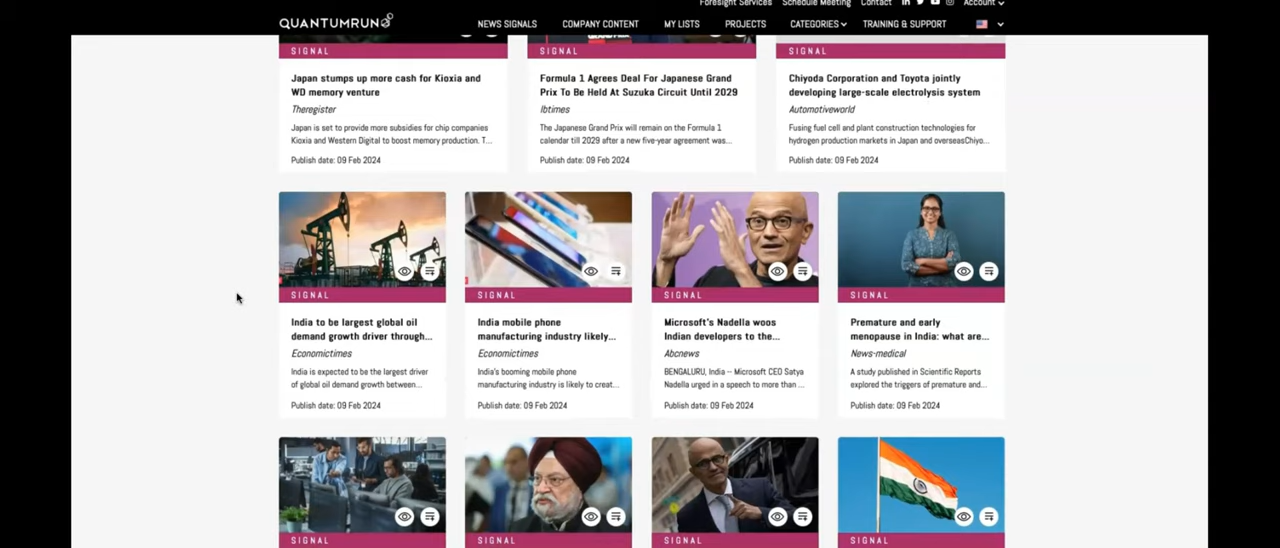 Foresight Services Schedule Meeting Contact Account
QUANTUMRUN
NEWS SIGNALS COMPANY CONTENT MY LISTS PROJECTS CATEGORIES TRAINING & SUPPORT
SIGNAL
Japan stumps up more cash for Kioxia and
WD memory venture
Theregister
Japan is set to provide more subsidies for chip companies
Kioxia and Western Digital to boost memory production. T...
Publish date: 09 Feb 2024
SIGNAL
Formula 1 Agrees Deal For Japanese Grand
Prix To Be Held At Suzuka Circuit Until 2029
Ibtimes
The Japanese Grand Prix will remain on the Formula 1
calendar till 2029 after a new five-year agreement was...
Publish date: 09 Feb 2024
SIGNAL
Chiyoda Corporation and Toyota jointly
developing large-scale electrolysis system
Automotiveworld
Fusing fuel cell and plant construction technologies for
hydrogen production markets in Japan and overseasChiyo...
Publish date: 09 Feb 2024
SIGNAL
India to be largest global oil
demand growth driver through...
Economictimes
India is expected to be the largest driver
of global oil demand growth between...
Publish date: 09 Feb 2024
SIGNAL
India mobile phone
manufacturing industry likely...
Economictimes
India's booming mobile phone
manufacturing industry is likely to creat...
Publish date: 09 Feb 2024
SIGNAL
Microsoft's Nadella woos
Indian developers to the...
Abcnews
BENGALURU, India — Microsoft CEO Satya
Nadella urged in a speech to more than ...
Publish date: 09 Feb 2024
SIGNAL
Premature and early
menopause in India: what are...
News-medical
A study published in Scientific Reports
explored the triggers of premature and...
Publish date: 09 Feb 2024
SIGNAL
SIGNAL
SIGNAL
SIGNAL